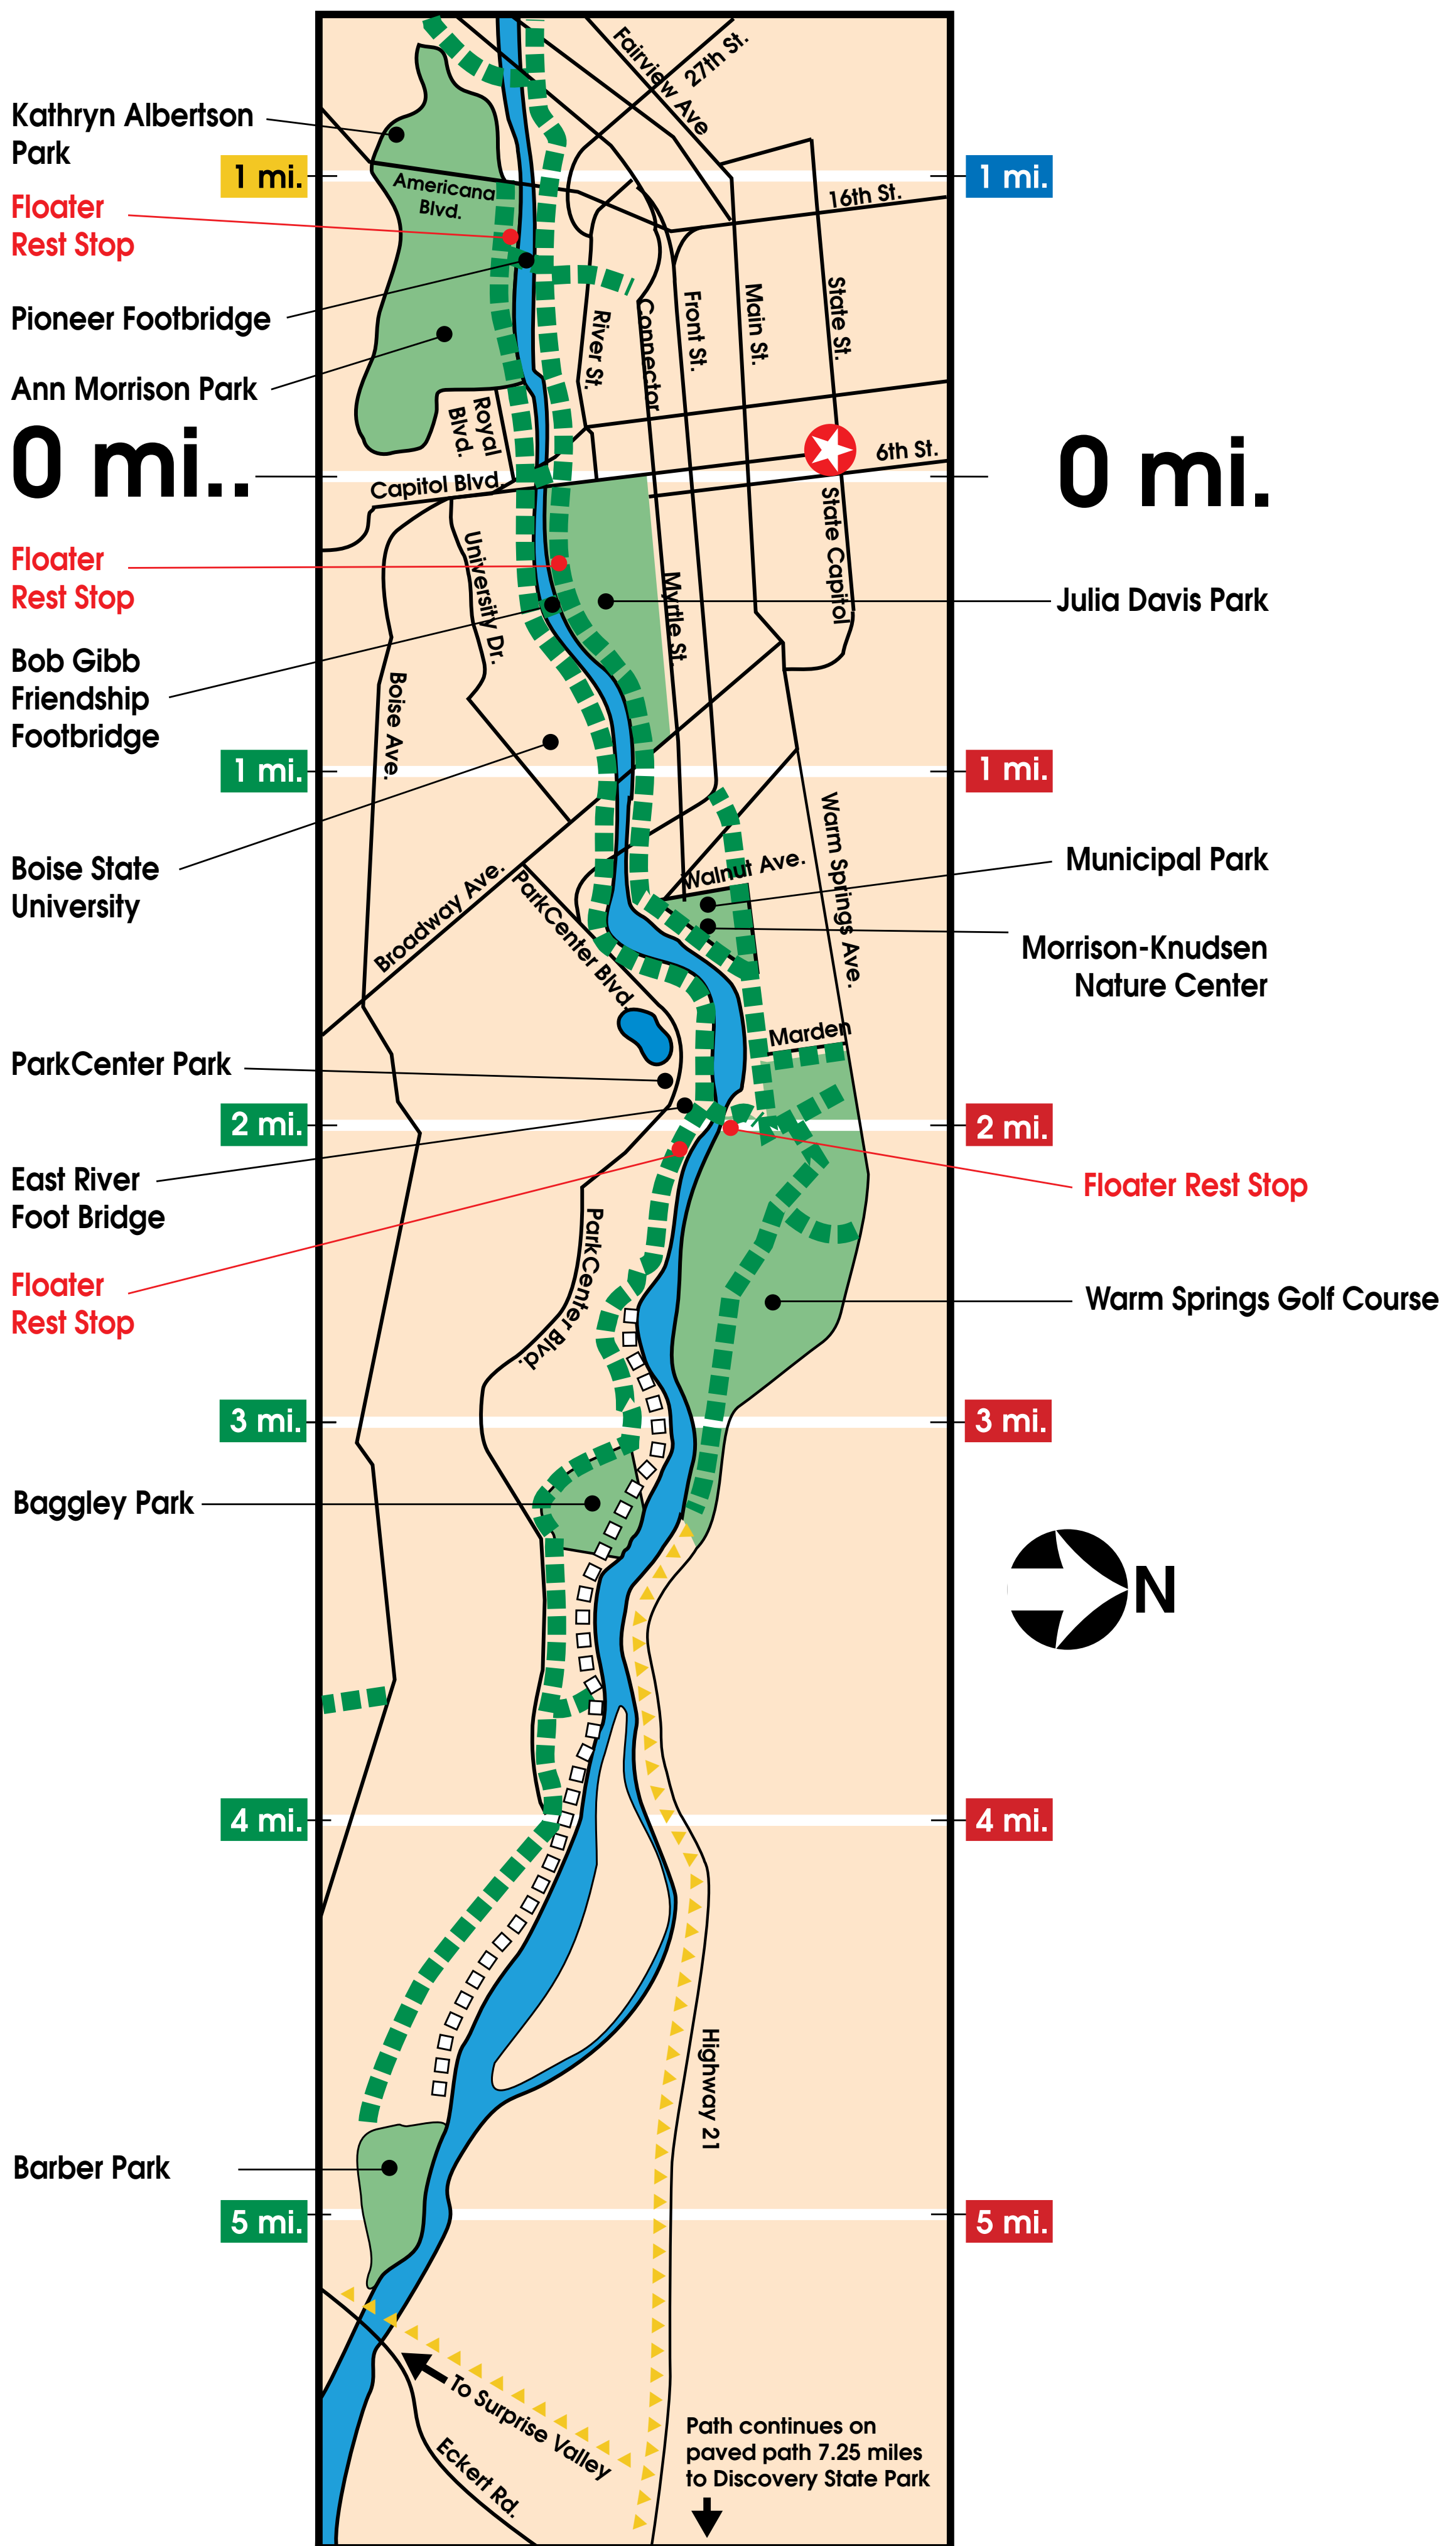 Fairview Ave
27th St.
Kathryn Albertson
Park
1 mi.
1 mi.
Americana
Blvd.
16th St.
Floater
Rest Stop
Pioneer Footbridge
River St.
Connector
Front St.
Main St.
State St.
Ann Morrison Park
Royal
Blvd.
0 mi..
0 mi.
6th St.
Capitol Blvd.
State Capitol
Floater
Rest Stop
University Dr.
Myrtle St.
Julia Davis Park
Bob Gibb
Friendship
Footbridge
Boise Ave.
1 mi.
1 mi.
Boise State
University
Broadway Ave.
ParkCenter Blvd.
Walnut Ave.
Warm Springs Ave.
Municipal Park
Morrison-Knudsen
Nature Center
Marden
ParkCenter Park
2 mi.
2 mi.
East River
Foot Bridge
Floater Rest Stop
Floater
Rest Stop
ParkCenter Blvd.
Warm Springs Golf Course
3 mi.
3 mi.
Baggley Park
N
4 mi.
4 mi.
Highway 21
Barber Park
5 mi.
5 mi.
To Surprise Valley
Eckert Rd.
Path continues on
paved path 7.25 miles
to Discovery State Park